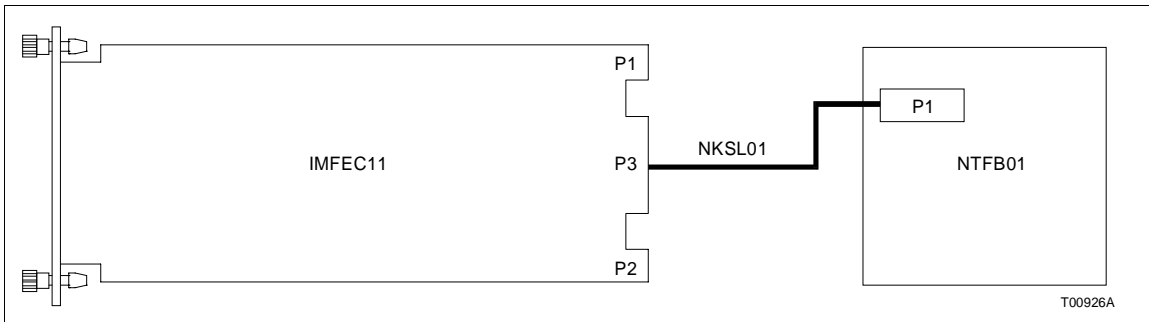 P1
P1
NKSL01
IMFEC11
P3
NTFB01
P2
T00926A